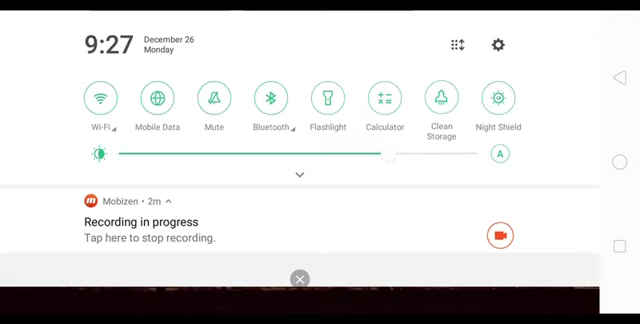 9:27
December 26
Monday
Wi-Fi
Mobile Data
Mute
Bluetooth
Flashlight
Calculator
Clean
Storage
Night Shield
A
Mobizen • 2m
Recording in progress
Tap here to stop recording.